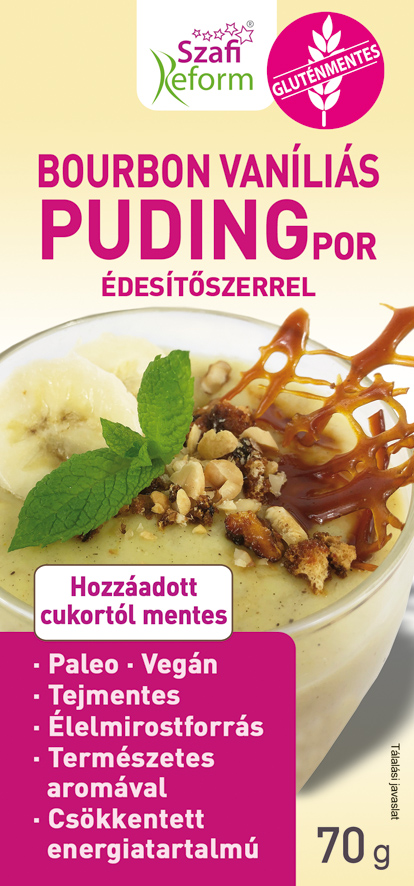 Szafi
Reform
GLUTÉNMENTES
BOURBON VANÍLIÁS
PUDINGPOR
ÉDESÍTŐSZERREL
Hozzáadott
cukortól mentes
· Paleo · Vegán
· Tejmentes
· Élelmirostforrás
· Természetes
aromával
· Csökkentett
energiatartalmú
Tálalási javaslat
70 g